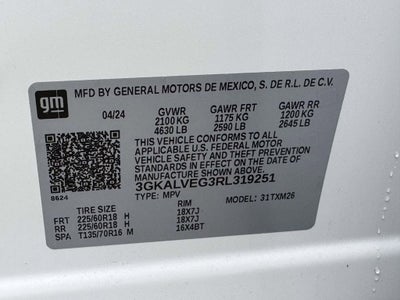 gm
MFD BY GENERAL MOTORS DE MEXICO, S. DE R.L. DE C.V.
04/24 GVWR GAWR FRT GAWR RR
2100 KG 1175 KG 1200 KG
4630 LB 2590 LB 2645 LB
THIS VEHICLE CONFORMS TO ALL APPLICABLE
U.S. FEDERAL MOTOR VEHICLE SAFETY, BUMPER,
AND THEFT PREVENTION STANDARDS
IN EFFECT ON THE DATE OF
MANUFACTURE SHOWN ABOVE.
3GKALVEG3RL319251
TYPE: MPV MODEL: 31TXM26
8624
TIRE SIZE RIM
FRT 225/60R18 H 18X7J
RR 225/60R18 H 18X7J
SPA T135/70R16 M 16X4BT